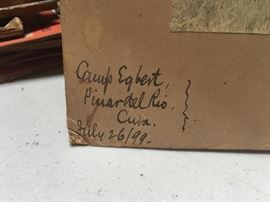 Camp Egbert,
Pinar del Rio,
Cuba.
July 26/99-